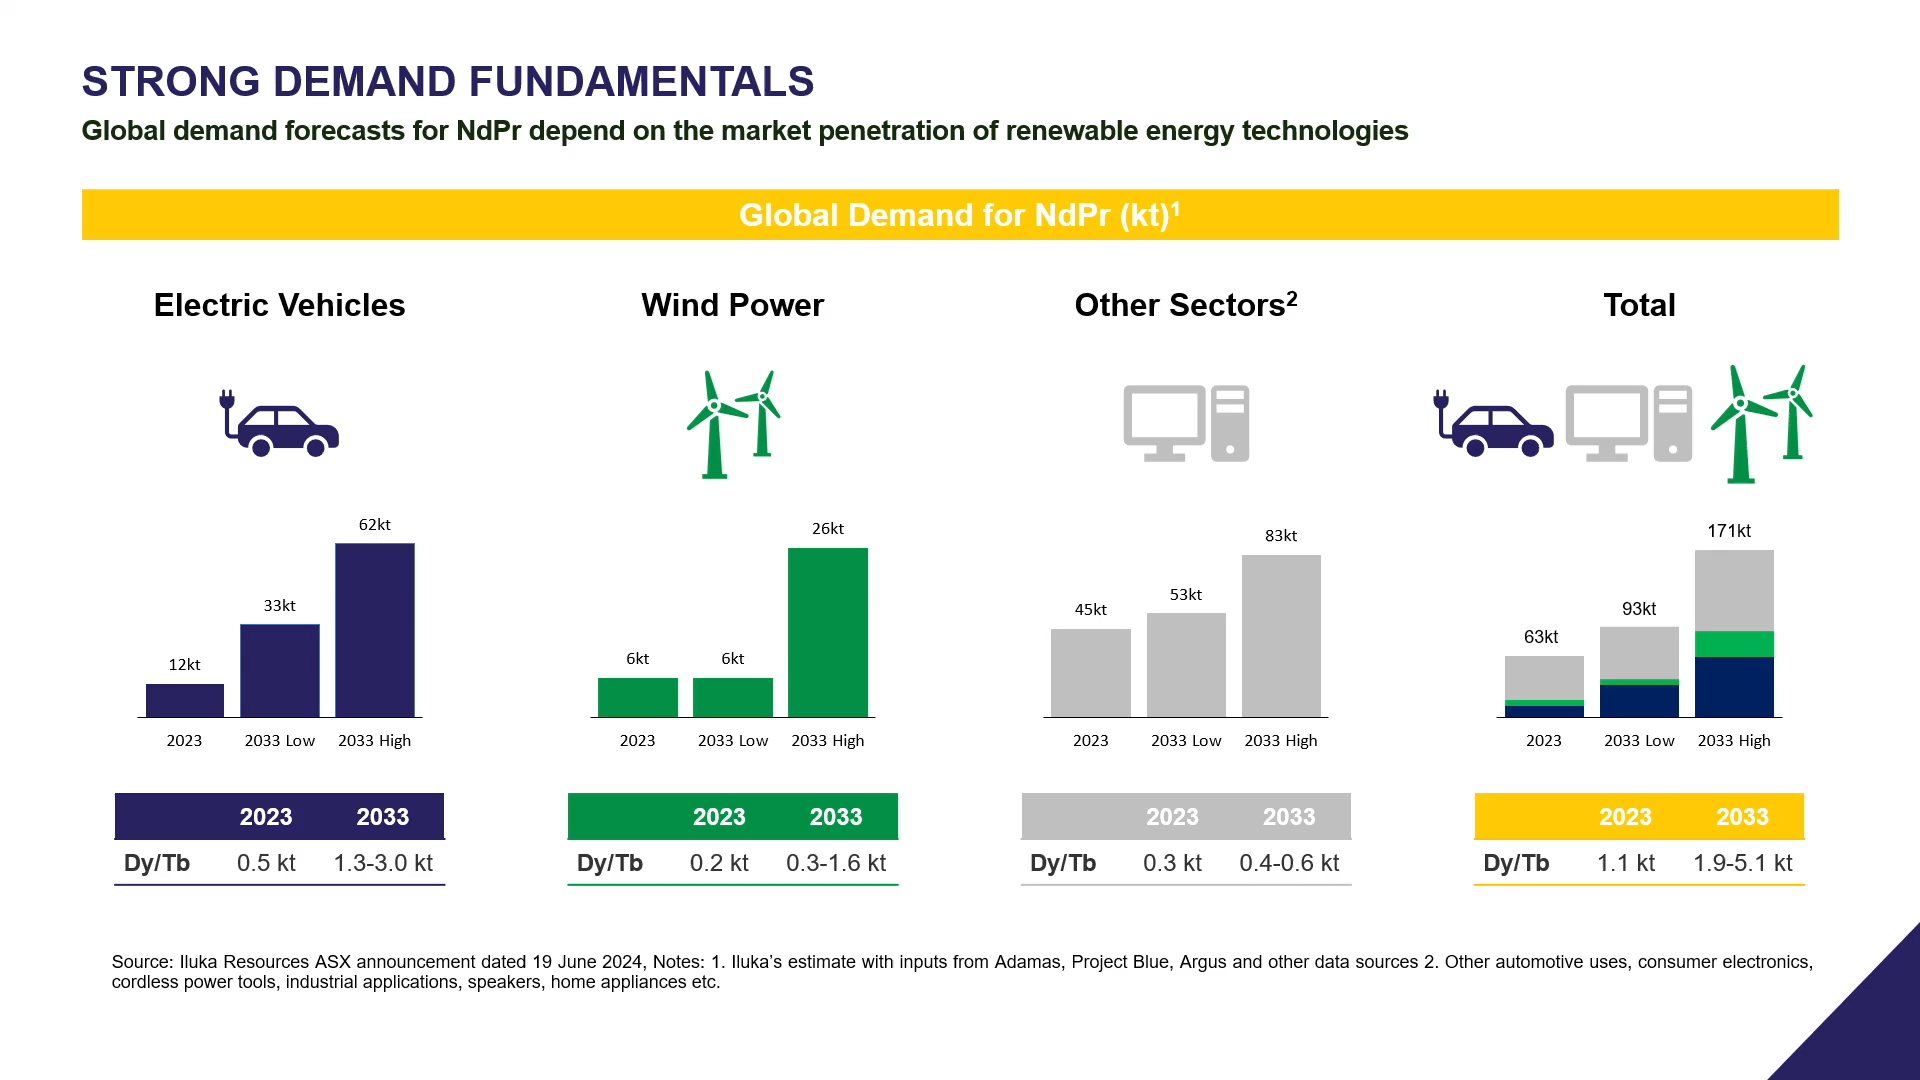 STRONG DEMAND FUNDAMENTALS
Global demand forecasts for NdPr depend on the market penetration of renewable energy technologies
Global Demand for NdPr (kt)¹
Electric Vehicles
62kt
33kt
12kt
2023 2033 Low 2033 High
2023 2033
Dy/Tb 0.5 kt 1.3-3.0 kt
Wind Power
26kt
6kt 6kt
2023 2033 Low 2033 High
2023 2033
Dy/Tb 0.2 kt 0.3-1.6 kt
Other Sectors²
83kt
53kt
45kt
2023 2033 Low 2033 High
2023 2033
Dy/Tb 0.3 kt 0.4-0.6 kt
Total
171kt
93kt
63kt
2023 2033 Low 2033 High
2023 2033
Dy/Tb 1.1 kt 1.9-5.1 kt
Source: Iluka Resources ASX announcement dated 19 June 2024, Notes: 1. Iluka’s estimate with inputs from Adamas, Project Blue, Argus and other data sources 2. Other automotive uses, consumer electronics,
cordless power tools, industrial applications, speakers, home appliances etc.